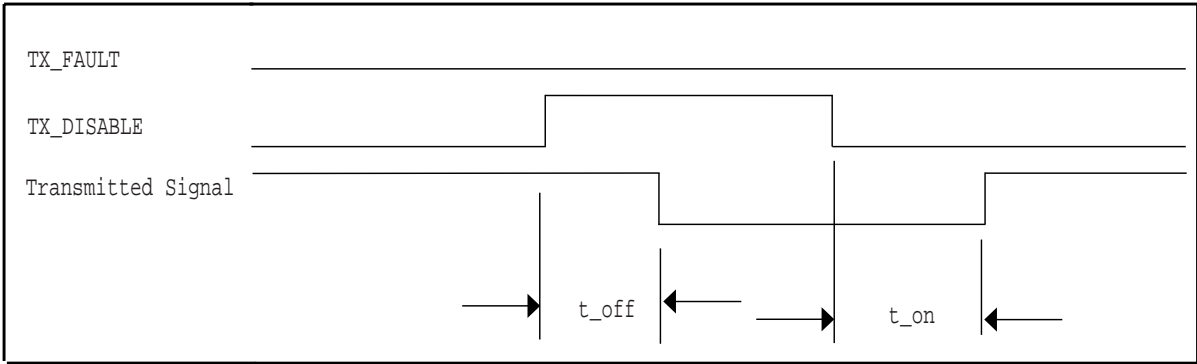 TX_FAULT
TX_DISABLE
Transmitted Signal
t_off
t_on